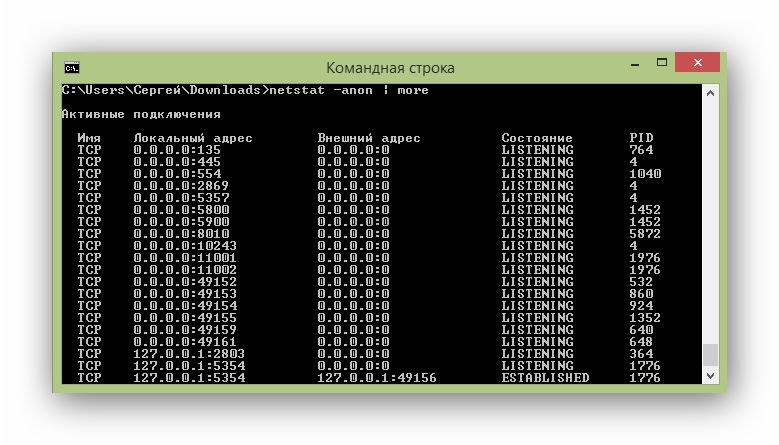 Командная строка
C:\Users\Сергей\Downloads>netstat -anon | more
Активные подключения
Имя Локальный адрес Внешний адрес Состояние PID
TCP 0.0.0.0:135 0.0.0.0:0 LISTENING 764
TCP 0.0.0.0:445 0.0.0.0:0 LISTENING 4
TCP 0.0.0.0:554 0.0.0.0:0 LISTENING 1040
TCP 0.0.0.0:2869 0.0.0.0:0 LISTENING 4
TCP 0.0.0.0:5357 0.0.0.0:0 LISTENING 4
TCP 0.0.0.0:5800 0.0.0.0:0 LISTENING 1452
TCP 0.0.0.0:5900 0.0.0.0:0 LISTENING 1452
TCP 0.0.0.0:8010 0.0.0.0:0 LISTENING 5872
TCP 0.0.0.0:10243 0.0.0.0:0 LISTENING 4
TCP 0.0.0.0:11001 0.0.0.0:0 LISTENING 1976
TCP 0.0.0.0:11002 0.0.0.0:0 LISTENING 1976
TCP 0.0.0.0:49152 0.0.0.0:0 LISTENING 532
TCP 0.0.0.0:49153 0.0.0.0:0 LISTENING 860
TCP 0.0.0.0:49154 0.0.0.0:0 LISTENING 924
TCP 0.0.0.0:49155 0.0.0.0:0 LISTENING 1352
TCP 0.0.0.0:49159 0.0.0.0:0 LISTENING 640
TCP 0.0.0.0:49161 0.0.0.0:0 LISTENING 648
TCP 127.0.0.1:2803 0.0.0.0:0 LISTENING 364
TCP 127.0.0.1:5354 0.0.0.0:0 LISTENING 1776
TCP 127.0.0.1:5354 127.0.0.1:49156 ESTABLISHED 1776